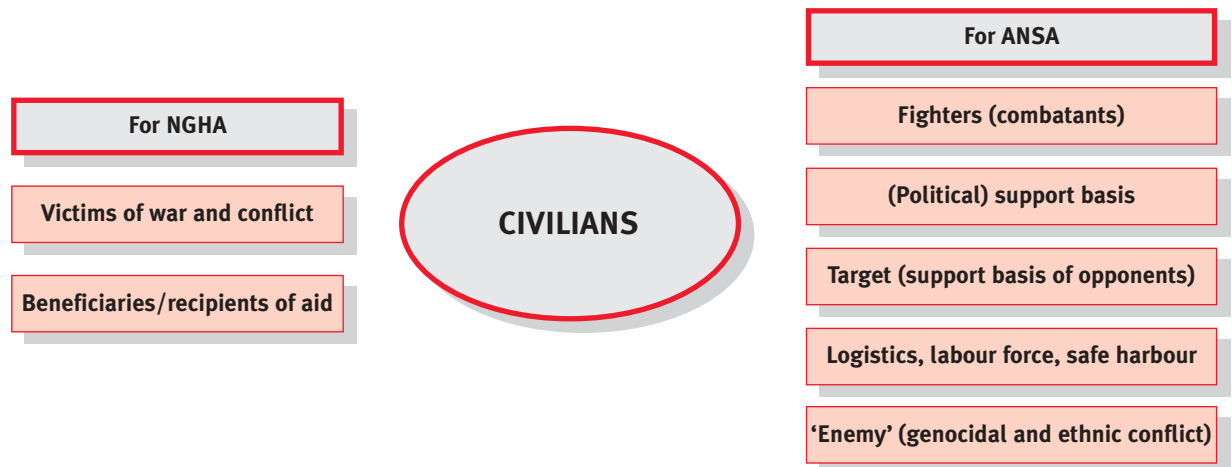 For NGHA
Victims of war and conflict
Beneficiaries/recipients of aid
CIVILIANS
For ANSA
Fighters (combatants)
(Political) support basis
Target (support basis of opponents)
Logistics, labour force, safe harbour
‘Enemy’ (genocidal and ethnic conflict)